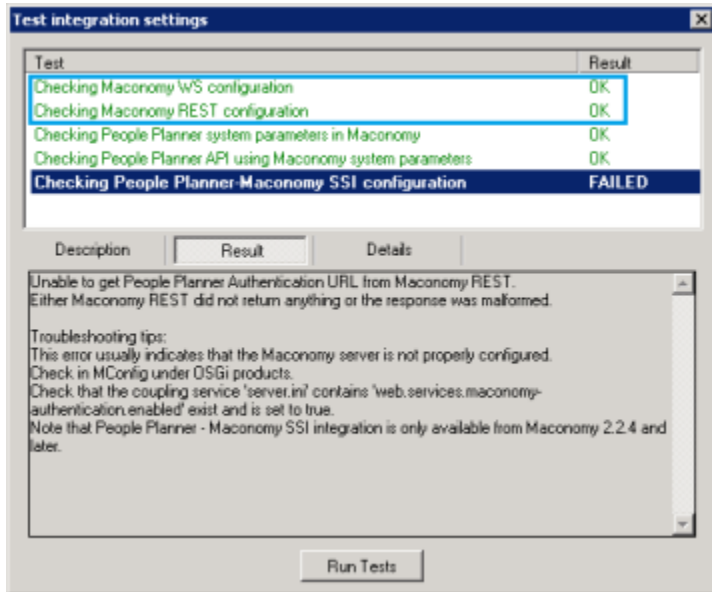 Test integration settings
Test Result
Checking Maconomy WS configuration OK
Checking Maconomy REST configuration OK
Checking People Planner system parameters in Maconomy OK
Checking People Planner API using Maconomy system parameters OK
Checking People Planner-Maconomy SSI configuration FAILED
Description Result Details
Unable to get People Planner Authentication URL from Maconomy REST.
Either Maconomy REST did not return anything or the response was malformed.
Troubleshooting tips:
This error usually indicates that the Maconomy server is not properly configured.
Check in MConfig under OSGi products.
Check that the coupling service 'server.ini' contains 'web.services.maconomy-
authentication.enabled' exist and is set to true.
Note that People Planner - Maconomy SSI integration is only available from Maconomy 2.2.4 and
later.
Run Tests